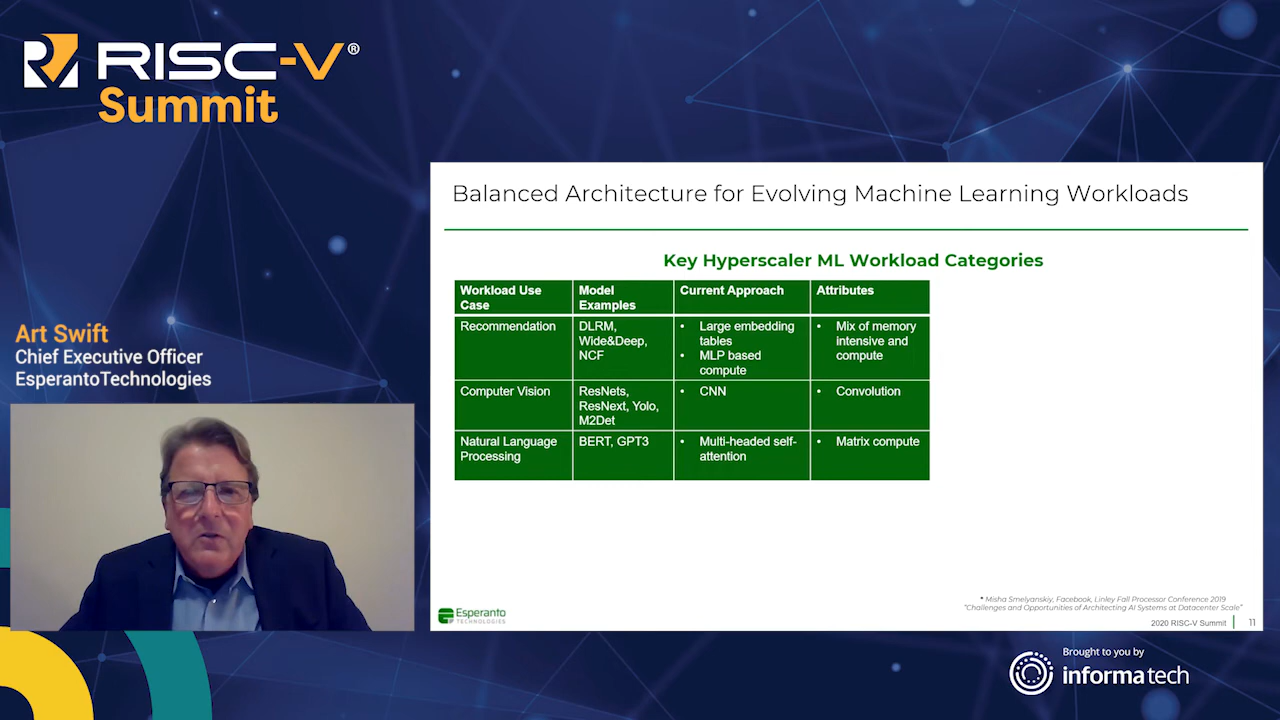 RISC-V®
Summit
Balanced Architecture for Evolving Machine Learning Workloads
Key Hyperscaler ML Workload Categories
Workload Use
Case
Model
Examples
Current Approach
Attributes
Recommendation
DLRM,
Wide&Deep,
NCF
• Large embedding
tables
• MLP based
compute
• Mix of memory
intensive and
compute
Computer Vision
ResNets,
ResNext, Yolo,
M2Det
• CNN
• Convolution
Natural Language
Processing
BERT, GPT3
• Multi-headed self-
attention
• Matrix compute
* Misha Smelyanskiy, Facebook, Linley Fall Processor Conference 2019
"Challenges and Opportunities of Architecting AI Systems at Datacenter Scale"
Esperanto
TECHNOLOGIES
2020 RISC-V Summit | 11
Art Swift
Chief Executive Officer
EsperantoTechnologies
Brought to you by
informa tech